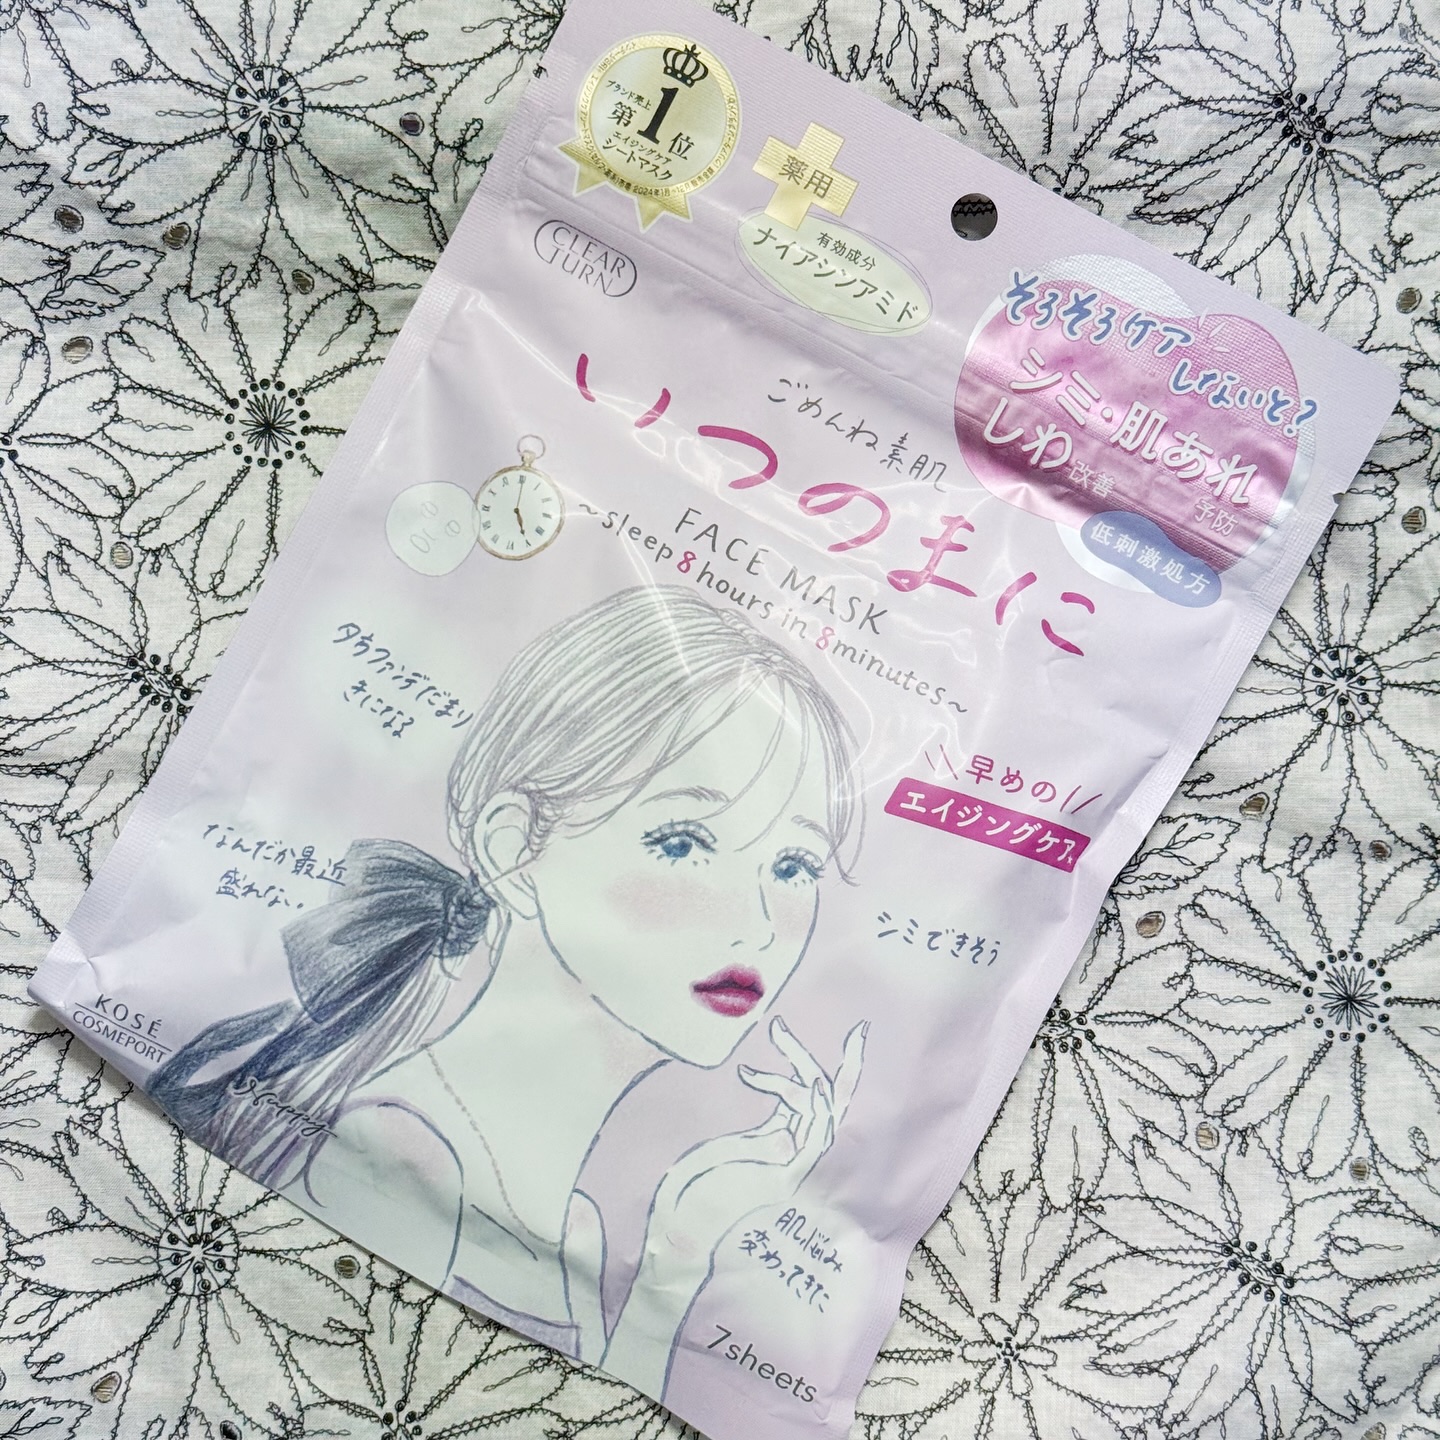 ブランド売上
第1位
エイジングケア
シートマスク
薬用
有効成分
ナイアシンアミド
CLEAR
TURN
そろそろケア
しないと?
シミ・肌あれ
予防
しわ改善
低刺激処方
ごめんね素肌
いつのまに
FACE MASK
~sleep 8 hours in 8 minutes~
夕方ファンデだまり
きになる
早めの
エイジングケア
なんだか最近
盛れない
シミできそう
KOSÉ
COSMEPORT
肌悩み
変わってきた
7sheets